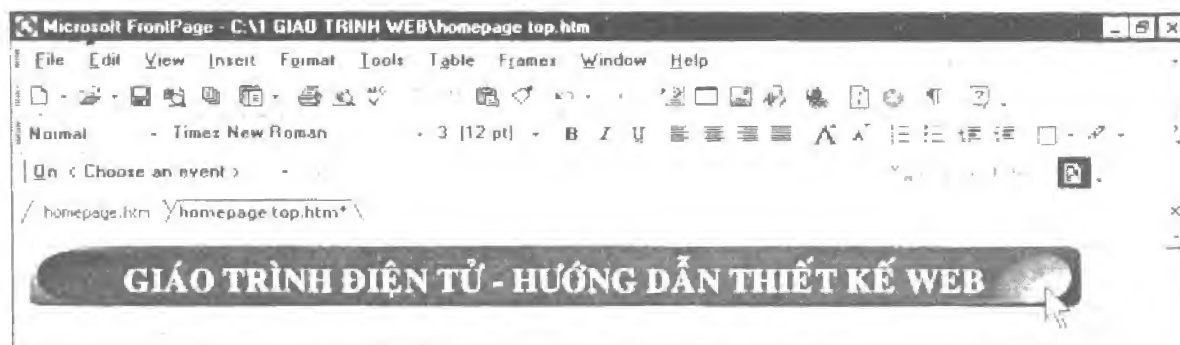 Microsoft FrontPage - C:\1 GIAO TRINH WEB\homepage top.htm
File Edit View Insert Format Tools Table Frames Window Help
Normal Times New Roman 3 (12 pt) B I U A A
On < Choose an event >
homepage.htm homepage top.htm*
GIÁO TRÌNH ĐIỆN TỬ - HƯỚNG DẪN THIẾT KẾ WEB